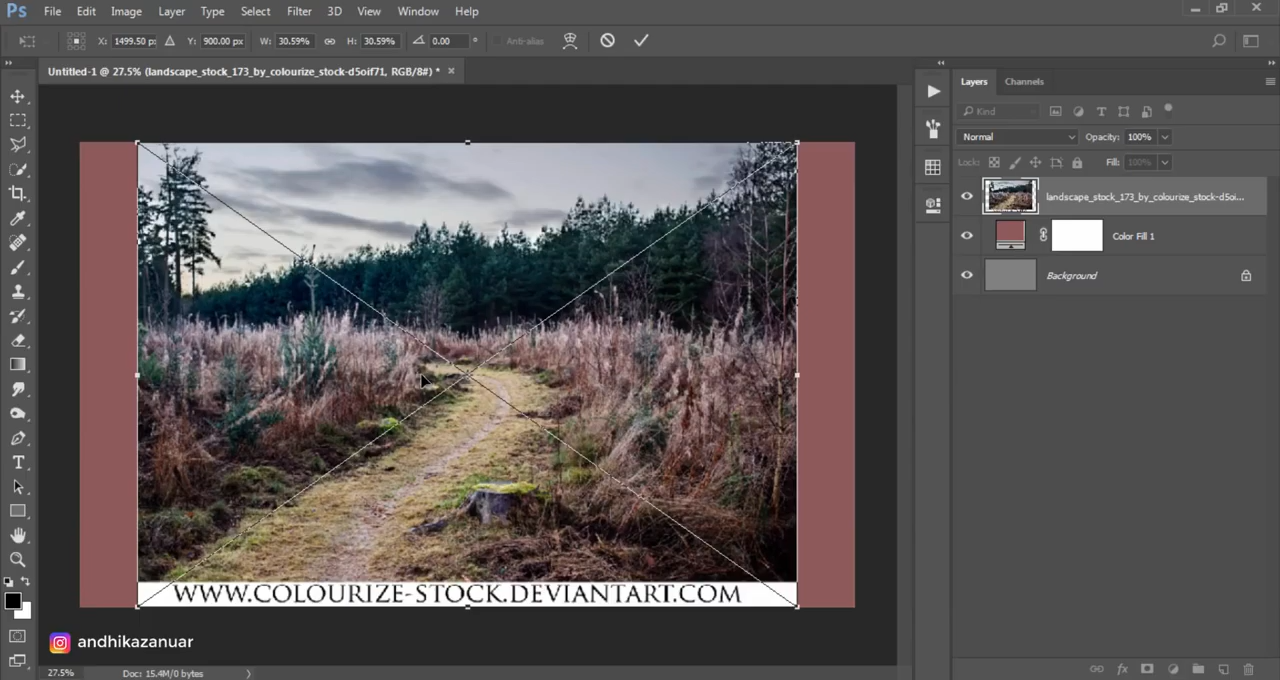 Ps File Edit Image Layer Type Select Filter 3D View Window Help
X: 1499.50 px Y: 900.00 px W: 30.59% H: 30.59% 0.00 ° Anti-alias
Untitled-1 @ 27.5% (landscape_stock_173_by_colourize_stock-d5oif71, RGB/8#) * ×
Layers Channels
Kind
Normal Opacity: 100%
Lock: Fill: 100%
landscape_stock_173_by_colourize_stock-d5oi...
Color Fill 1
Background
WWW.COLOURIZE-STOCK.DEVIANTART.COM
andhikazanuar
27.5% Doc: 15.4M/0 bytes